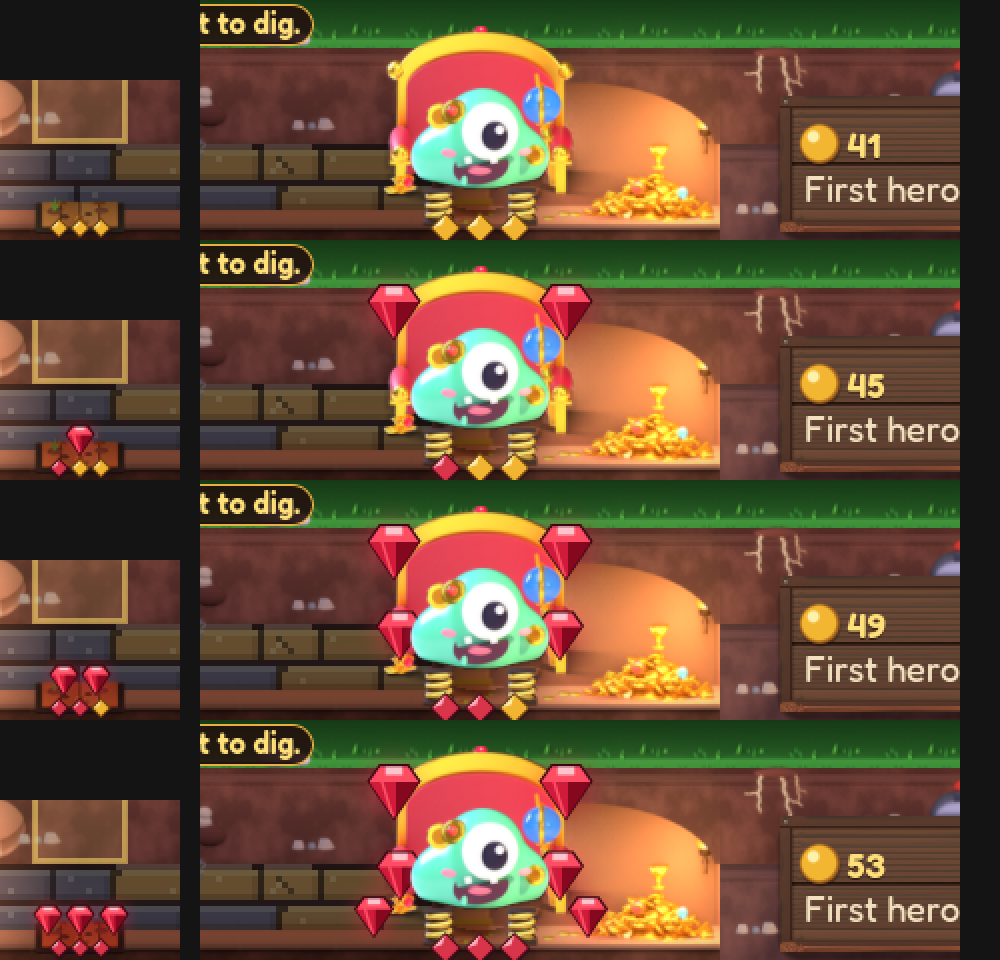 t to dig.
41
First hero
t to dig.
45
First hero
t to dig.
49
First hero
t to dig.
53
First hero